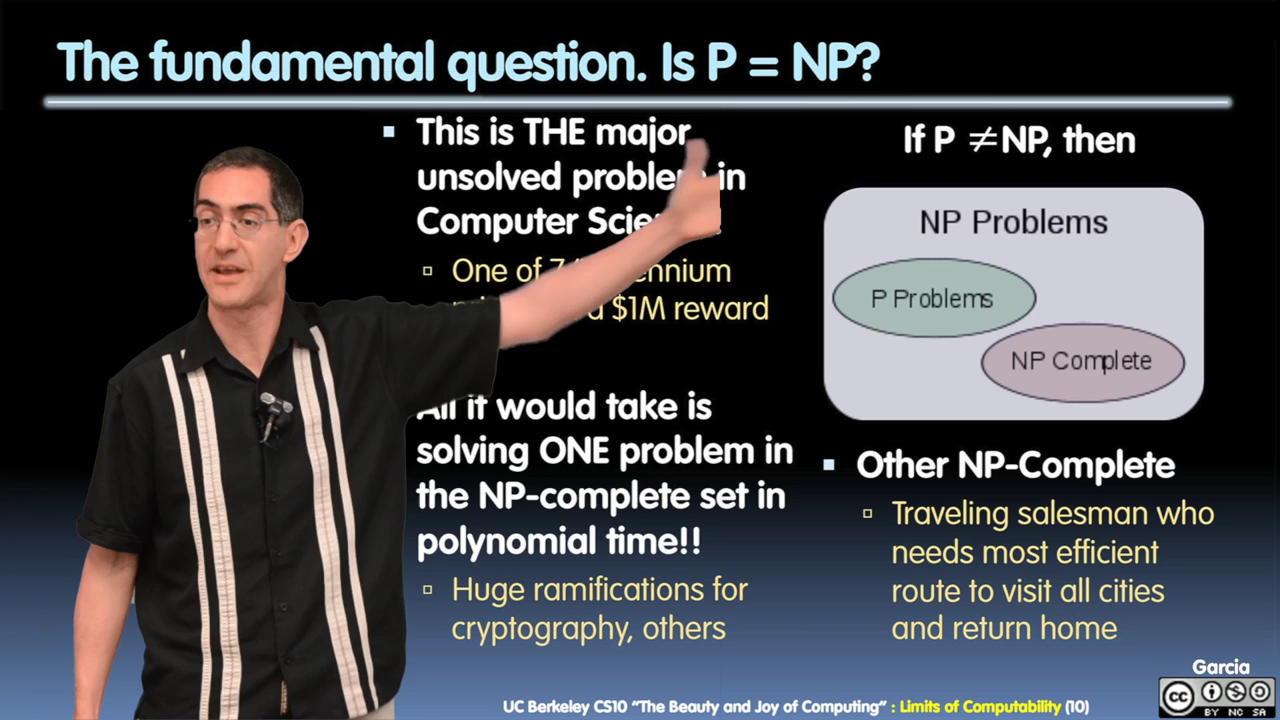 The fundamental question. Is P = NP?
This is THE major
unsolved problem in
Computer
One of 7
$1M reward
All it would take is
solving ONE problem in
the NP-complete set in
polynomial time!!
Huge ramifications for
cryptography, others
If P ≠ NP, then
NP Problems
P Problems
NP Complete
Other NP-Complete
Traveling salesman who
needs most efficient
route to visit all cities
and return home
Garcia
UC Berkeley CS10 “The Beauty and Joy of Computing” : Limits of Computability (10)
cc
BY NC SA